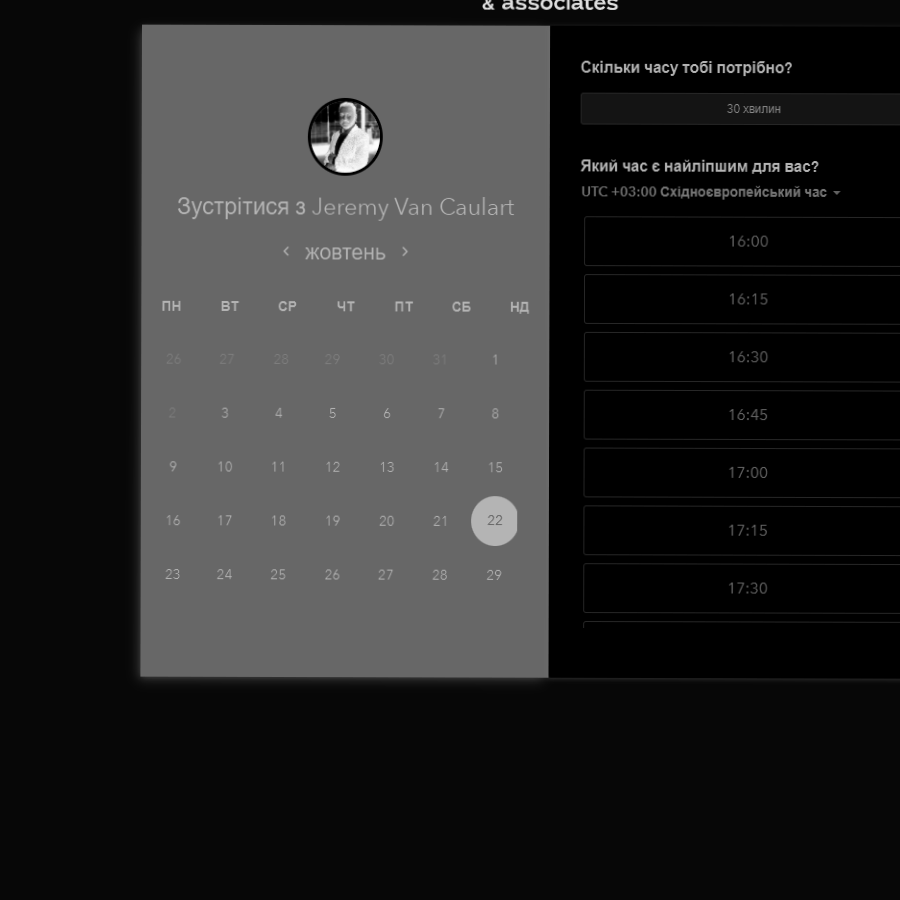 & associates
Зустрітися з Jeremy Van Caulart
жовтень
ПН ВТ СР ЧТ ПТ СБ НД
26 27 28 29 30 31 1
2 3 4 5 6 7 8
9 10 11 12 13 14 15
16 17 18 19 20 21 22
23 24 25 26 27 28 29
Скільки часу тобі потрібно?
30 хвилин
Який час є найліпшим для вас?
UTC +03:00 Східноєвропейський час
16:00
16:15
16:30
16:45
17:00
17:15
17:30